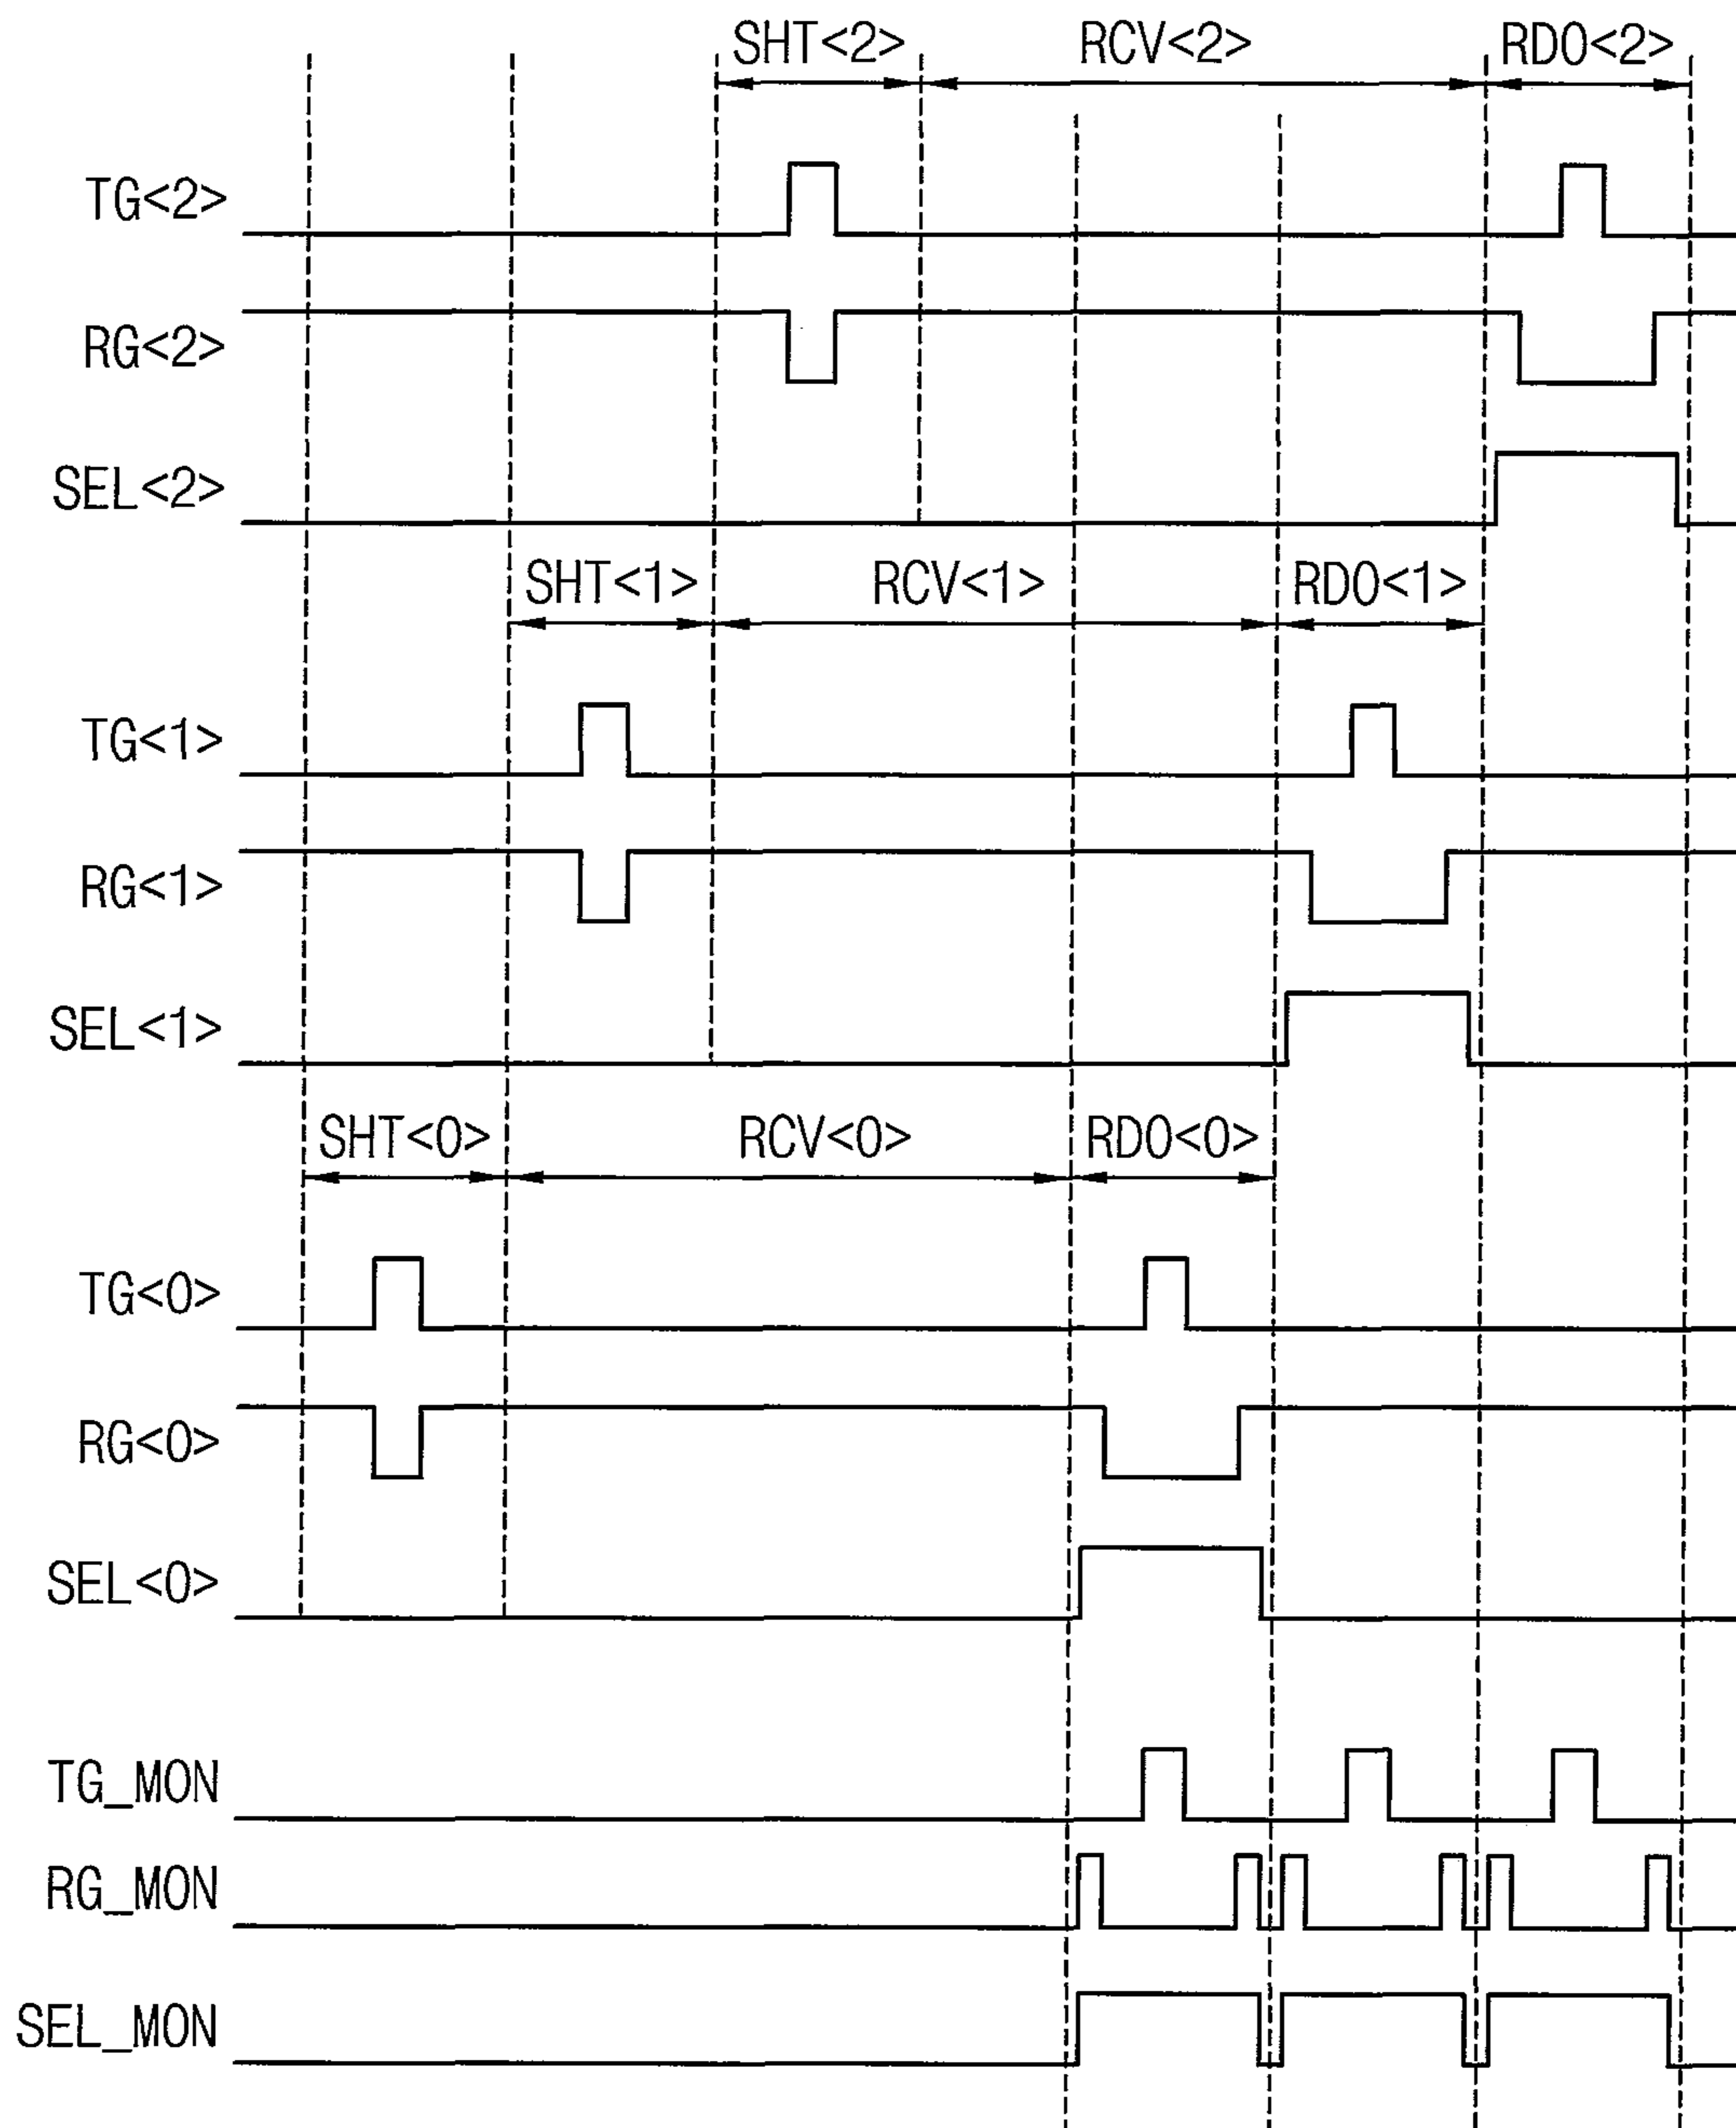 SHT<2> RCV<2> RDO<2>
TG<2>
RG<2>
SEL<2>
SHT<1> RCV<1> RDO<1>
TG<1>
RG<1>
SEL<1>
SHT<0> RCV<0> RDO<0>
TG<0>
RG<0>
SEL<0>
TG_MON
RG_MON
SEL_MON